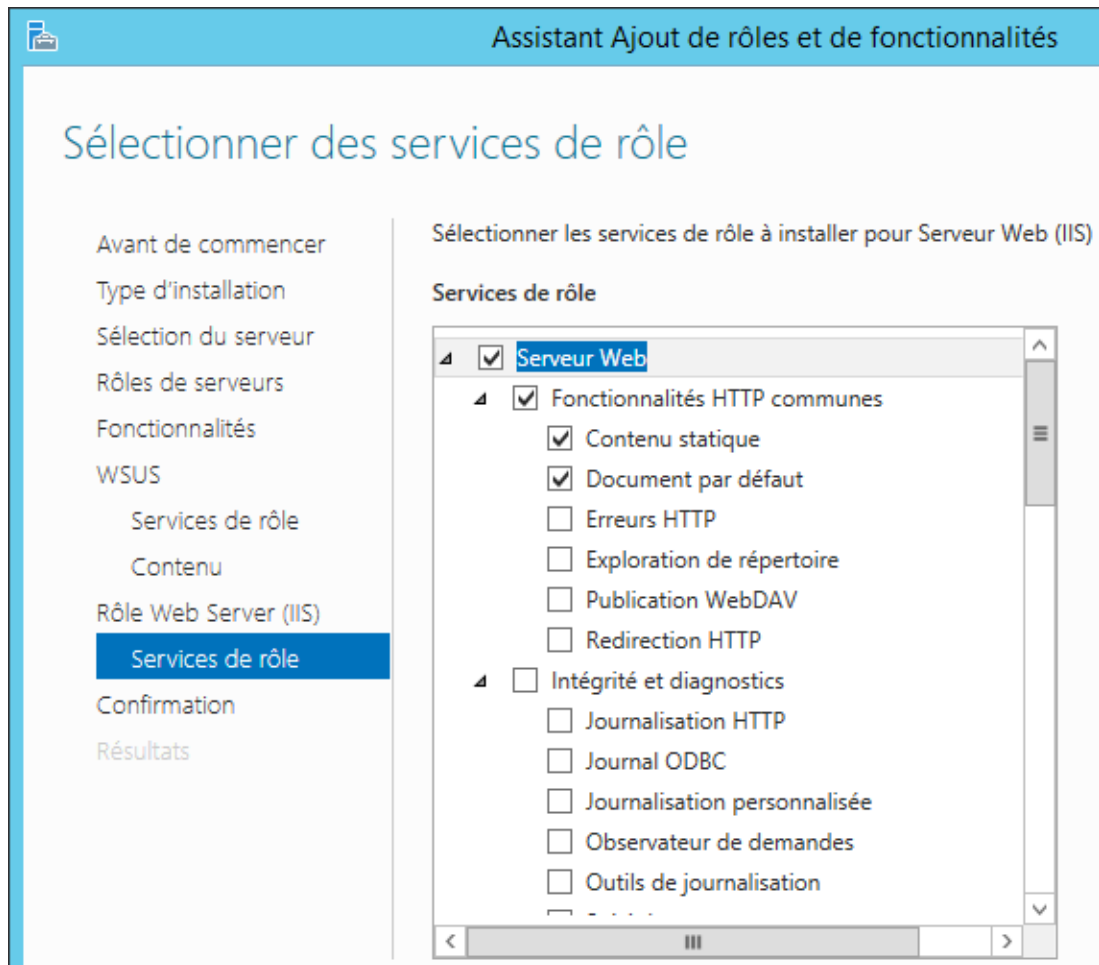 Assistant Ajout de rôles et de fonctionnalités
Sélectionner des services de rôle
Avant de commencer
Type d'installation
Sélection du serveur
Rôles de serveurs
Fonctionnalités
WSUS
Services de rôle
Contenu
Rôle Web Server (IIS)
Services de rôle
Confirmation
Résultats
Sélectionner les services de rôle à installer pour Serveur Web (IIS)
Services de rôle
Serveur Web
Fonctionnalités HTTP communes
Contenu statique
Document par défaut
Erreurs HTTP
Exploration de répertoire
Publication WebDAV
Redirection HTTP
Intégrité et diagnostics
Journalisation HTTP
Journal ODBC
Journalisation personnalisée
Observateur de demandes
Outils de journalisation